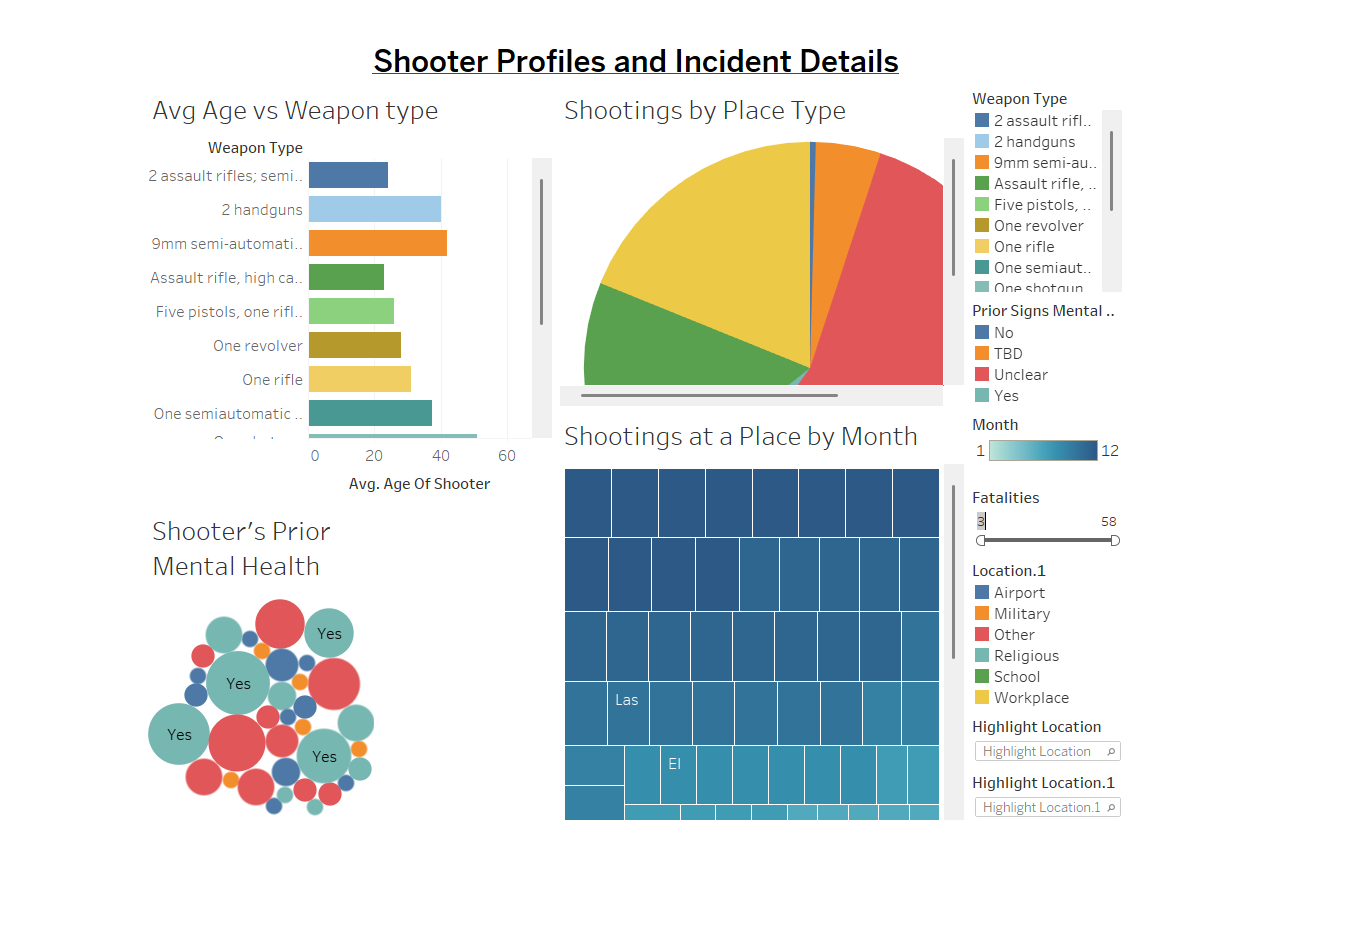 Shooter Profiles and Incident Details
Avg Age vs Weapon type
Weapon Type
2 assault rifles; semi..
2 handguns
9mm semi-automati..
Assault rifle, high ca..
Five pistols, one rifl..
One revolver
One rifle
One semiautomatic ..
0
20
40
60
Avg. Age Of Shooter
Shooter's Prior
Mental Health
Yes
Yes
Yes
Yes
Shootings by Place Type
Shootings at a Place by Month
Las
El
Weapon Type
2 assault rifl..
2 handguns
9mm semi-au..
Assault rifle, ..
Five pistols, ..
One revolver
One rifle
One semiaut..
One shotgun
Prior Signs Mental ..
No
TBD
Unclear
Yes
Month
1
12
Fatalities
3
58
Location.1
Airport
Military
Other
Religious
School
Workplace
Highlight Location
Highlight Location
Highlight Location.1
Highlight Location.1